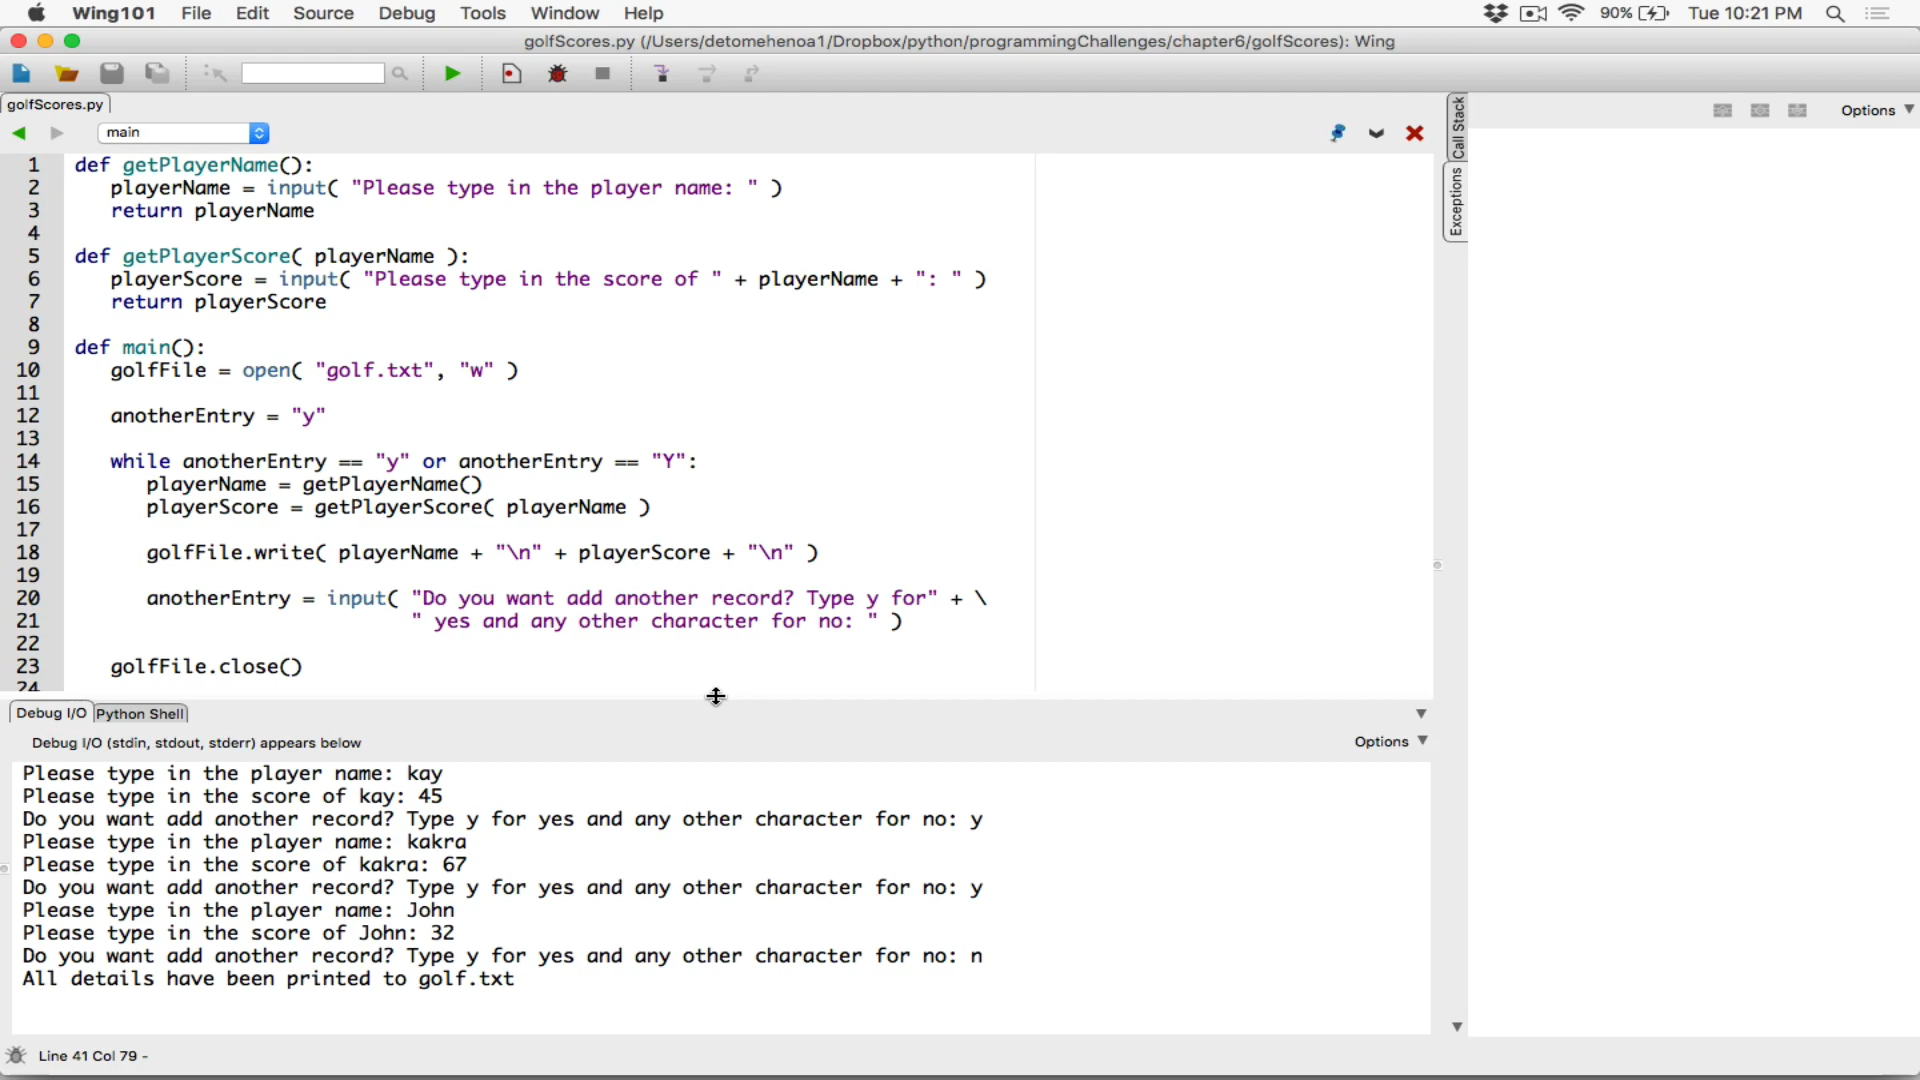 Wing101 File Edit Source Debug Tools Window Help 90% Tue 10:21 PM
golfScores.py (/Users/detomehenoa1/Dropbox/python/programmingChallenges/chapter6/golfScores): Wing
golfScores.py
main
Options
Call Stack
Exceptions
1 def getPlayerName():
2 playerName = input( "Please type in the player name: " )
3 return playerName
4
5 def getPlayerScore( playerName ):
6 playerScore = input( "Please type in the score of " + playerName + ": " )
7 return playerScore
8
9 def main():
10 golfFile = open( "golf.txt", "w" )
11
12 anotherEntry = "y"
13
14 while anotherEntry == "y" or anotherEntry == "Y":
15 playerName = getPlayerName()
16 playerScore = getPlayerScore( playerName )
17
18 golfFile.write( playerName + "\n" + playerScore + "\n" )
19
20 anotherEntry = input( "Do you want add another record? Type y for" + \
21 " yes and any other character for no: " )
22
23 golfFile.close()
24
Debug I/O Python Shell
Debug I/O (stdin, stdout, stderr) appears below
Options
Please type in the player name: kay
Please type in the score of kay: 45
Do you want add another record? Type y for yes and any other character for no: y
Please type in the player name: kakra
Please type in the score of kakra: 67
Do you want add another record? Type y for yes and any other character for no: y
Please type in the player name: John
Please type in the score of John: 32
Do you want add another record? Type y for yes and any other character for no: n
All details have been printed to golf.txt
Line 41 Col 79 -